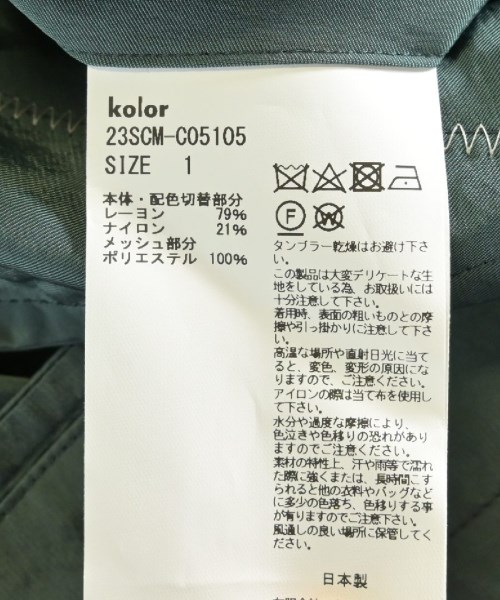 kolor
23SCM-C05105
SIZE 1
本体・配色切替部分
レーヨン 79%
ナイロン 21%
メッシュ部分
ポリエステル 100%
F
W
タンブラー乾燥はお避け下さ
い。
この製品は大変デリケートな生
地をしている為、お取扱いには
十分注意して下さい。
着用時、表面の粗いものとの摩
擦や引っ掛かりに注意して下さ
い。
高温な場所や直射日光に当て
ると、変色、変形の原因にな
りますので、ご注意ください。
アイロンの際は当て布を使用し
て下さい。
水分や過度な摩擦により、
色泣きや色移りの恐れがあり
ますのでご注意ください。
素材の特性上、汗や雨等で濡れ
た際に強くまたは、長時間こす
られると他の衣料やバッグなど
に多少の色落ち、色移りする事
が有りますのでご注意下さい。
風通しの良い場所に保管してく
ださい。
日本製